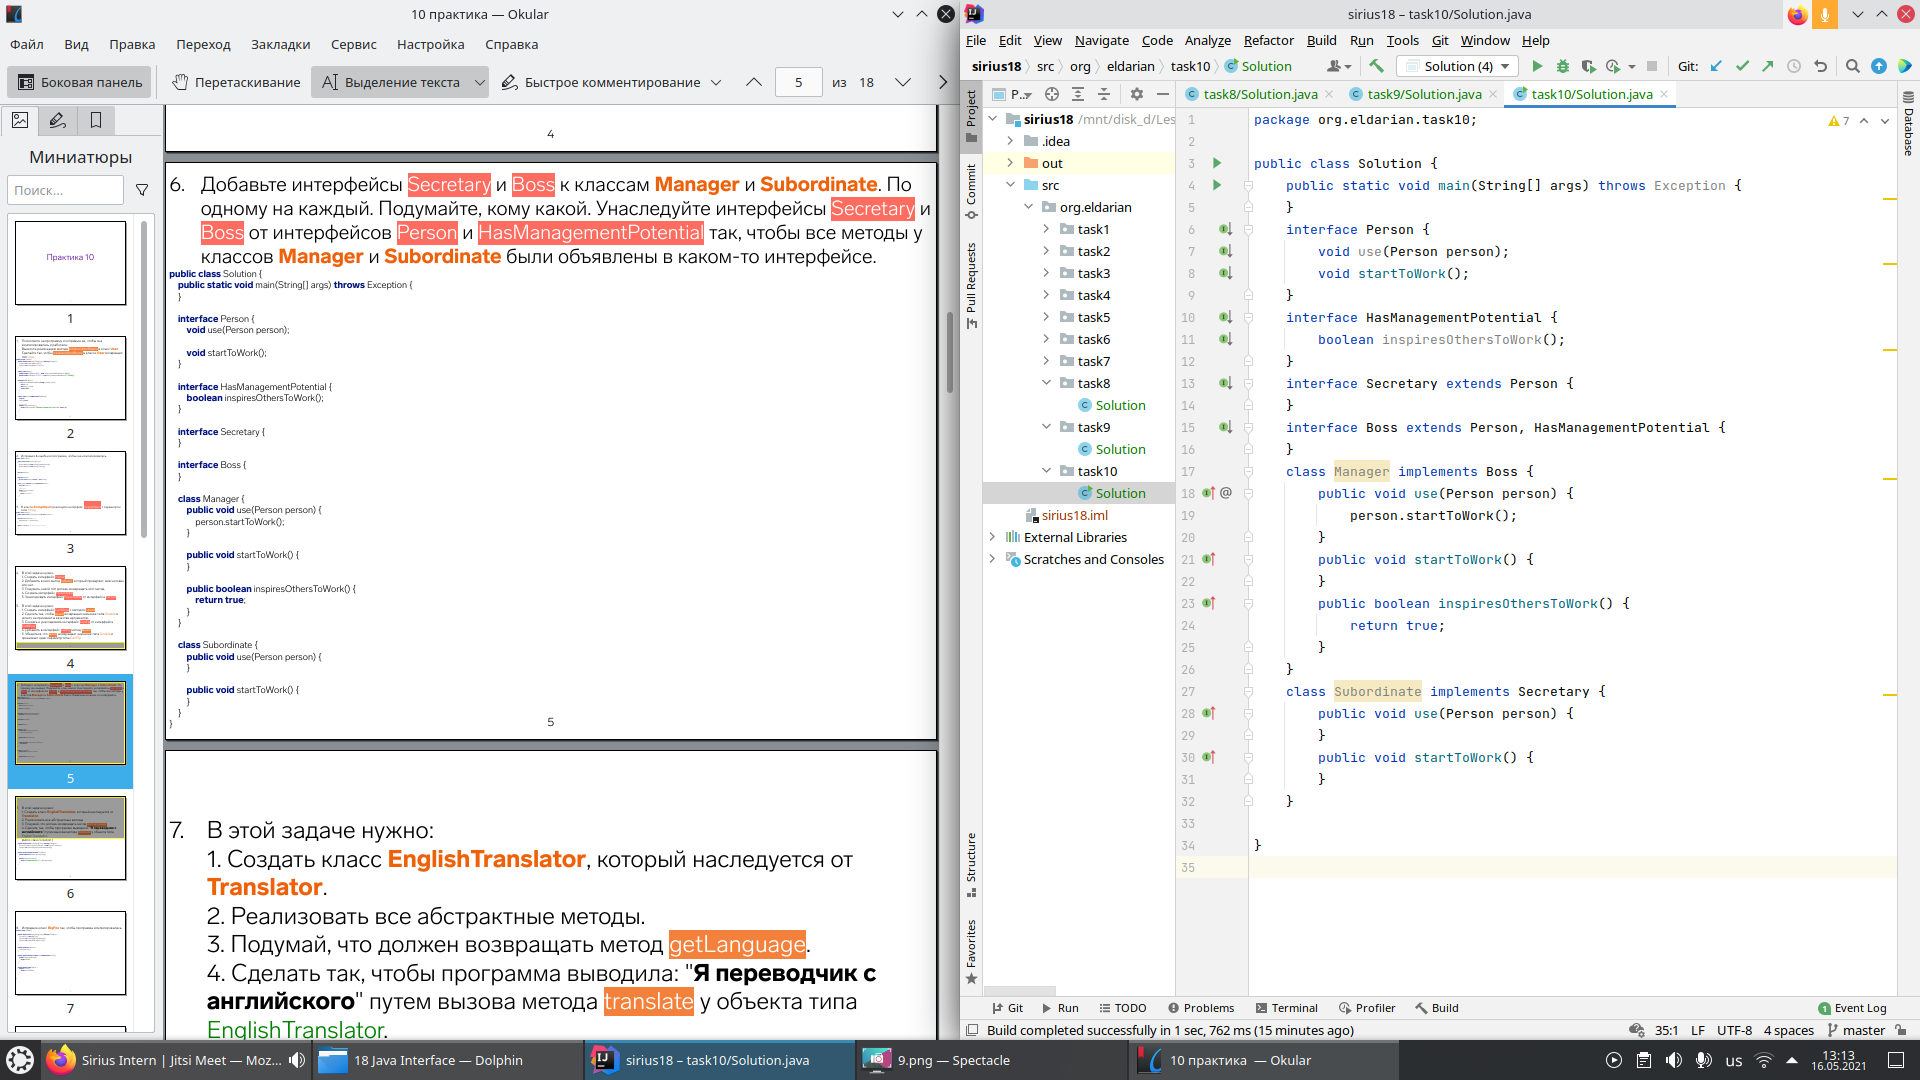 10 практика — Okular
Файл Вид Правка Переход Закладки Сервис Настройка Справка
Боковая панель Перетаскивание Выделение текста Быстрое комментирование 5 из 18
Миниатюры
Поиск...
Практика 10
1
2
3
4
5
6
7
4
6. Добавьте интерфейсы Secretary и Boss к классам Manager и Subordinate. По
одному на каждый. Подумайте, кому какой. Унаследуйте интерфейсы Secretary и
Boss от интерфейсов Person и HasManagementPotential так, чтобы все методы у
классов Manager и Subordinate были объявлены в каком-то интерфейсе.
public class Solution {
public static void main(String[] args) throws Exception {
}
interface Person {
void use(Person person);
void startToWork();
}
interface HasManagementPotential {
boolean inspiresOthersToWork();
}
interface Secretary {
}
interface Boss {
}
class Manager {
public void use(Person person) {
person.startToWork();
}
public void startToWork() {
}
public boolean inspiresOthersToWork() {
return true;
}
}
class Subordinate {
public void use(Person person) {
}
public void startToWork() {
}
}
}
5
7. В этой задаче нужно:
1. Создать класс EnglishTranslator, который наследуется от
Translator.
2. Реализовать все абстрактные методы.
3. Подумай, что должен возвращать метод getLanguage.
4. Сделать так, чтобы программа выводила: "Я переводчик с
английского" путем вызова метода translate у объекта типа
EnglishTranslator.
sirius18 – task10/Solution.java
File Edit View Navigate Code Analyze Refactor Build Run Tools Git Window Help
sirius18 src org eldarian task10 Solution Solution (4) Git:
Project
Commit
Pull Requests
Structure
Favorites
P..
sirius18 /mnt/disk_d/Les
.idea
out
src
org.eldarian
task1
task2
task3
task4
task5
task6
task7
task8
Solution
task9
Solution
task10
Solution
sirius18.iml
External Libraries
Scratches and Consoles
task8/Solution.java task9/Solution.java task10/Solution.java
7
Database
1 package org.eldarian.task10;
2
3 public class Solution {
4 public static void main(String[] args) throws Exception {
5 }
6 interface Person {
7 void use(Person person);
8 void startToWork();
9 }
10 interface HasManagementPotential {
11 boolean inspiresOthersToWork();
12 }
13 interface Secretary extends Person {
14 }
15 interface Boss extends Person, HasManagementPotential {
16 }
17 class Manager implements Boss {
18 @ public void use(Person person) {
19 person.startToWork();
20 }
21 public void startToWork() {
22 }
23 public boolean inspiresOthersToWork() {
24 return true;
25 }
26 }
27 class Subordinate implements Secretary {
28 public void use(Person person) {
29 }
30 public void startToWork() {
31 }
32 }
33
34 }
35
Git Run TODO Problems Terminal Profiler Build 1 Event Log
Build completed successfully in 1 sec, 762 ms (15 minutes ago) 35:1 LF UTF-8 4 spaces master
Sirius Intern | Jitsi Meet — Moz... 18 Java Interface — Dolphin sirius18 – task10/Solution.java 9.png — Spectacle 10 практика — Okular us 13:13
16.05.2021